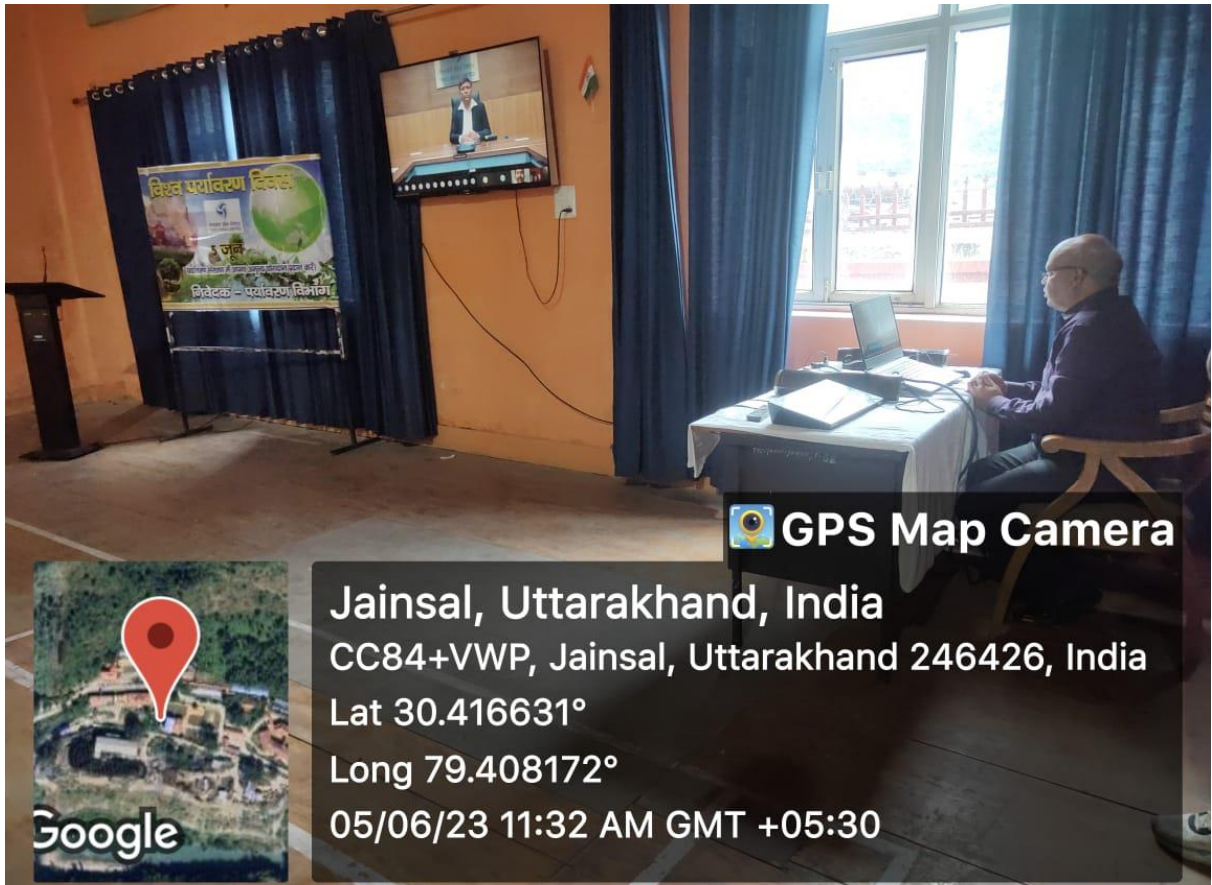 विश्व पर्यावरण दिवस
5 जून
निवेदक - पर्यावरण विभाग
GPS Map Camera
Jainsal, Uttarakhand, India
CC84+VWP, Jainsal, Uttarakhand 246426, India
Lat 30.416631°
Long 79.408172°
05/06/23 11:32 AM GMT +05:30
Google